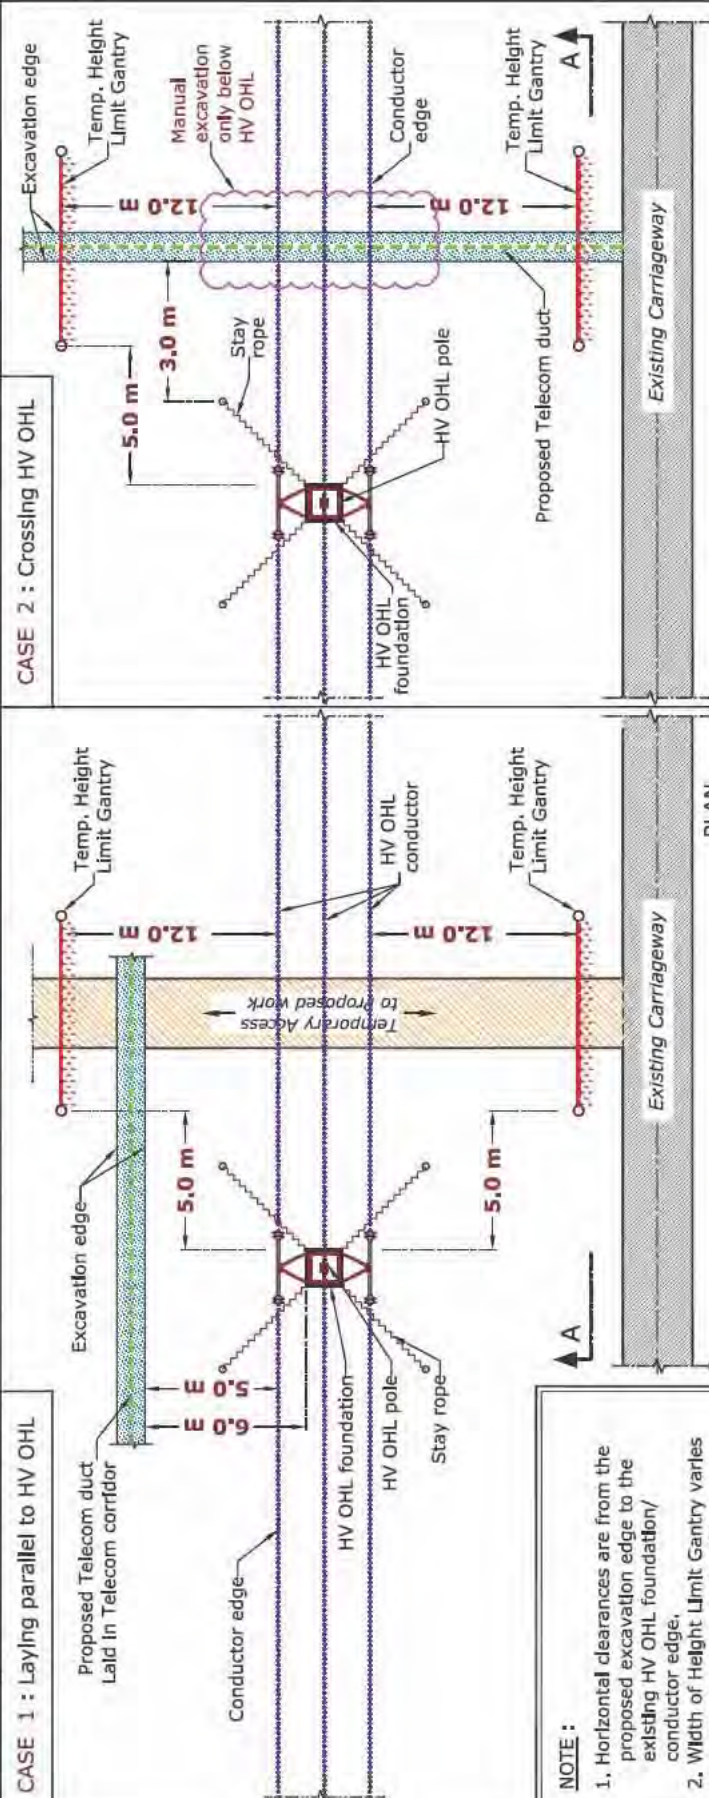 CASE 1 : Laying parallel to HV OHL
Proposed Telecom duct
Laid in Telecom corridor
Excavation edge
Temp. Height
Limit Gantry
12.0 m
5.0 m
6.0 m
5.0 m
Conductor edge
Temporary Access
to Proposed work
HV OHL
conductor
HV OHL foundation
HV OHL pole
Stay rope
5.0 m
12.0 m
Temp. Height
Limit Gantry
A
Existing Carriageway
NOTE :
1. Horizontal clearances are from the
proposed excavation edge to the
existing HV OHL foundation/
conductor edge.
2. Width of Height Limit Gantry varies
CASE 2 : Crossing HV OHL
Excavation edge
Temp. Height
Limit Gantry
12.0 m
Manual
excavation
only below
HV OHL
5.0 m
3.0 m
Stay
rope
Conductor
edge
HV OHL pole
HV OHL
foundation
12.0 m
Temp. Height
Limit Gantry
Proposed Telecom duct
A
Existing Carriageway